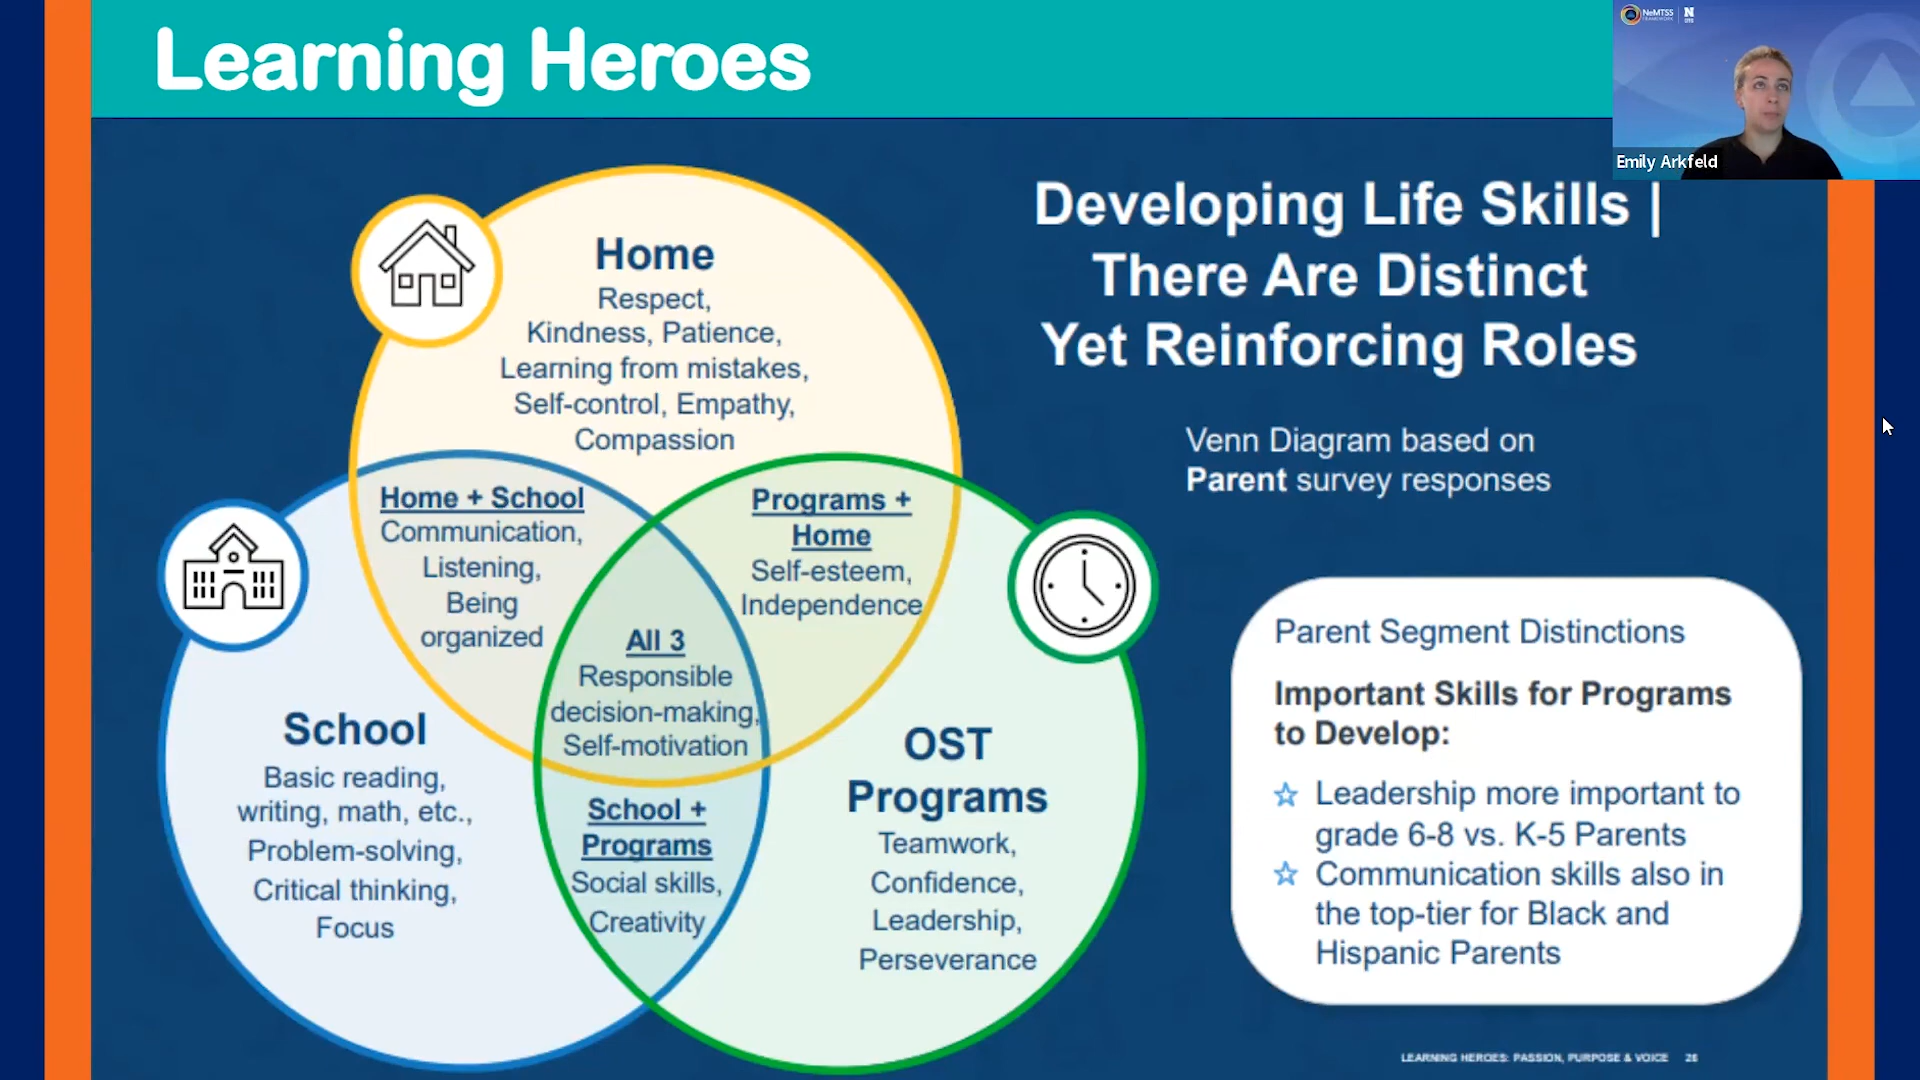 Learning Heroes
NeMTSS
FRAMEWORK
N
Emily Arkfeld
Developing Life Skills |
There Are Distinct
Yet Reinforcing Roles
Venn Diagram based on
Parent survey responses
Home
Respect,
Kindness, Patience,
Learning from mistakes,
Self-control, Empathy,
Compassion
Home + School
Communication,
Listening,
Being
organized
Programs +
Home
Self-esteem,
Independence
All 3
Responsible
decision-making,
Self-motivation
School
Basic reading,
writing, math, etc.,
Problem-solving,
Critical thinking,
Focus
School +
Programs
Social skills,
Creativity
OST
Programs
Teamwork,
Confidence,
Leadership,
Perseverance
Parent Segment Distinctions
Important Skills for Programs
to Develop:
Leadership more important to
grade 6-8 vs. K-5 Parents
Communication skills also in
the top-tier for Black and
Hispanic Parents
LEARNING HEROES: PASSION, PURPOSE & VOICE 26